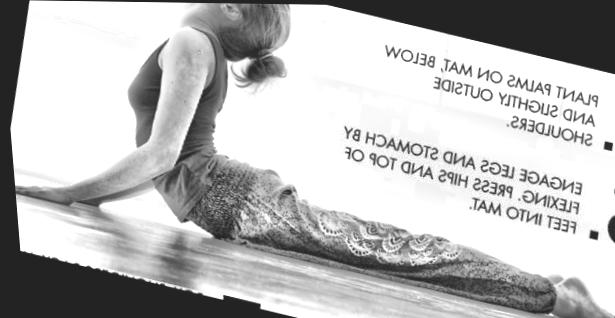 PLANT PALMS ON MAT, BELOW
AND SLIGHTLY OUTSIDE
SHOULDERS.
ENGAGE LEGS AND STOMACH BY
FLEXING. PRESS HIPS AND TOP OF
FEET INTO MAT.